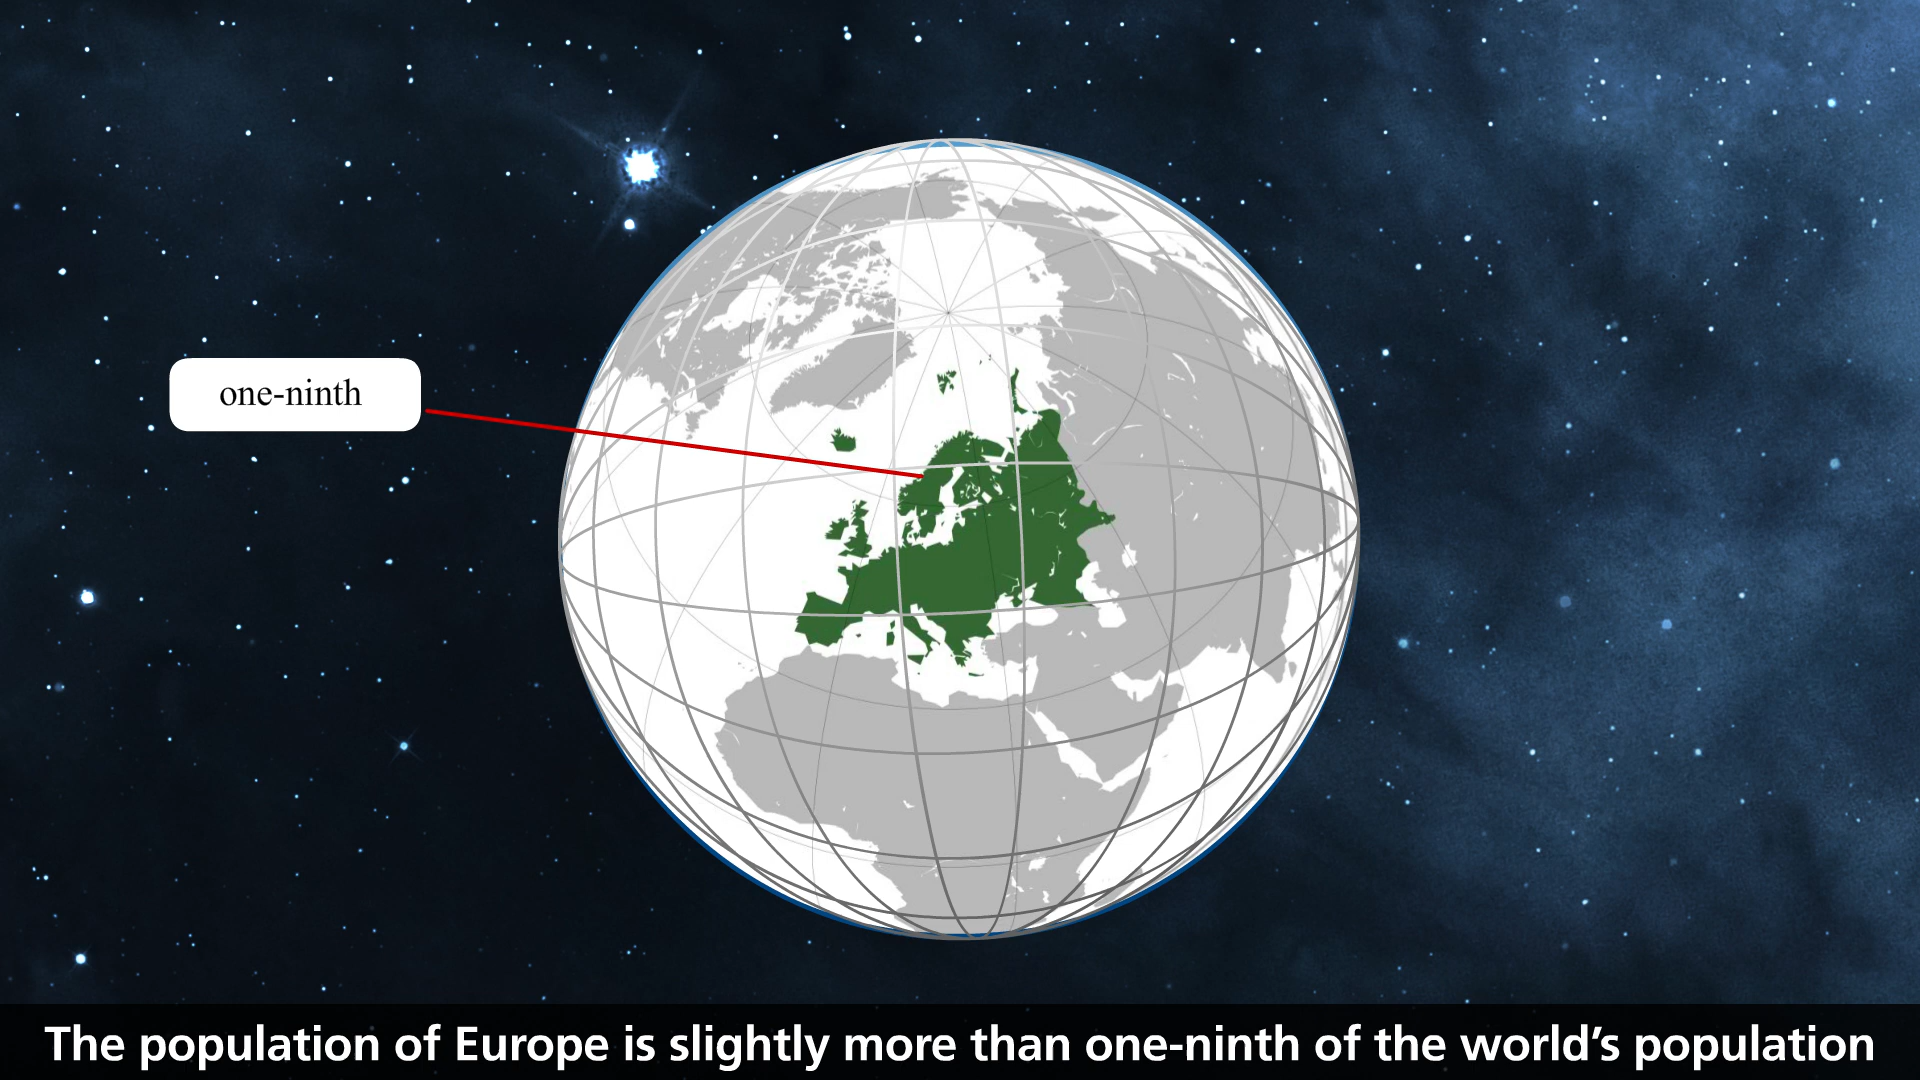 one-ninth
The population of Europe is slightly more than one-ninth of the world’s population